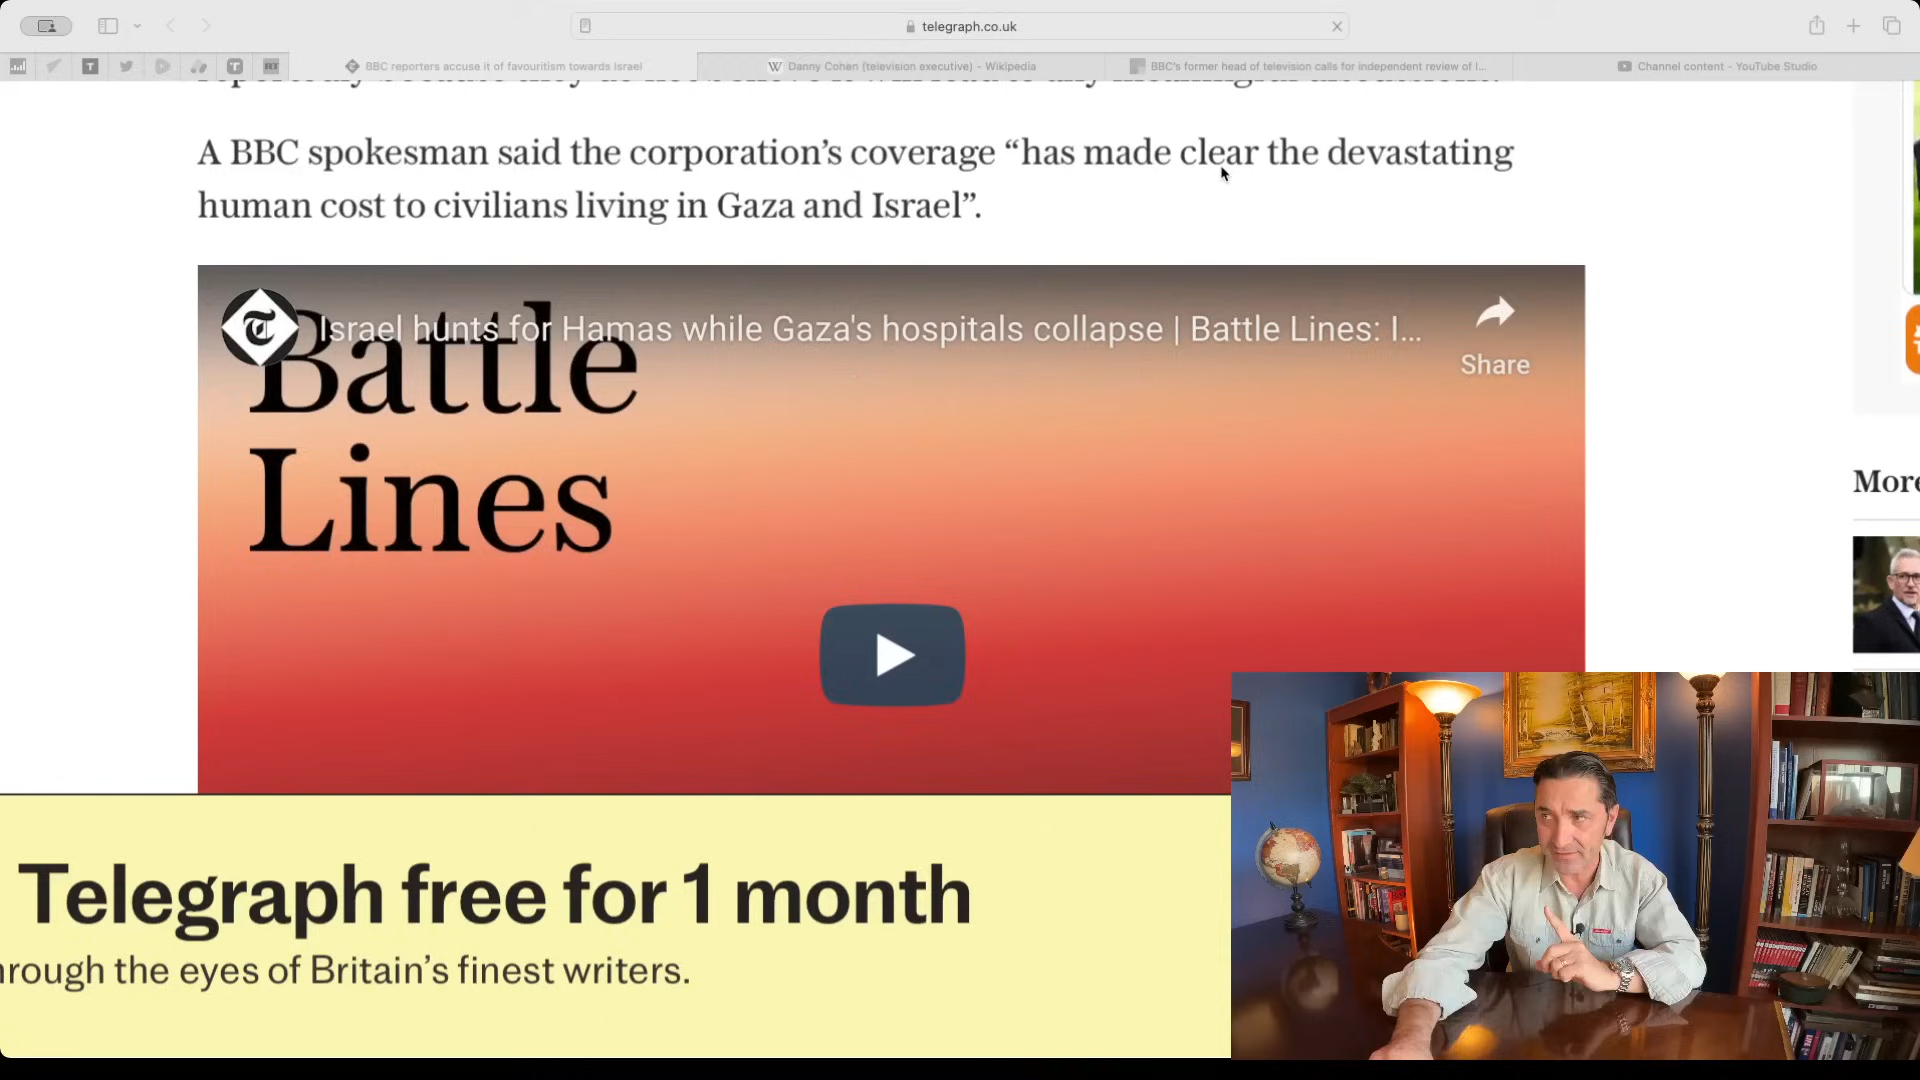 telegraph.co.uk
BBC reporters accuse it of favouritism towards Israel
Danny Cohen (television executive) – Wikipedia
BBC's former head of television calls for independent review of I...
Channel content - YouTube Studio
A BBC spokesman said the corporation’s coverage “has made clear the devastating
human cost to civilians living in Gaza and Israel”.
Israel hunts for Hamas while Gaza's hospitals collapse | Battle Lines: I...
Share
Battle
Lines
More
Telegraph free for 1 month
hrough the eyes of Britain’s finest writers.